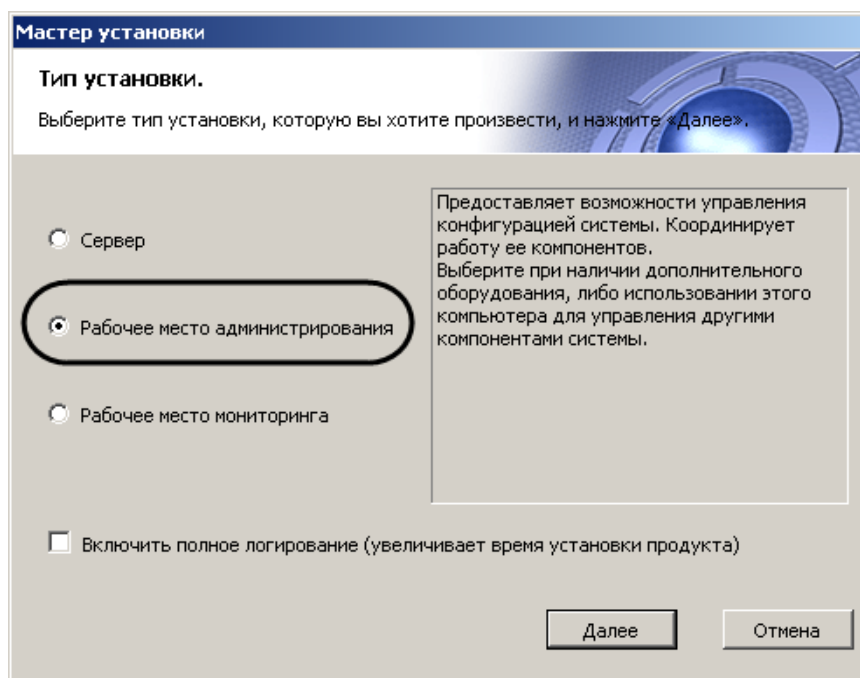 Мастер установки
Тип установки.
Выберите тип установки, которую вы хотите произвести, и нажмите «Далее».
Сервер
Рабочее место администрирования
Рабочее место мониторинга
Предоставляет возможности управления
конфигурацией системы. Координирует
работу ее компонентов.
Выберите при наличии дополнительного
оборудования, либо использовании этого
компьютера для управления другими
компонентами системы.
Включить полное логирование (увеличивает время установки продукта)
Далее
Отмена